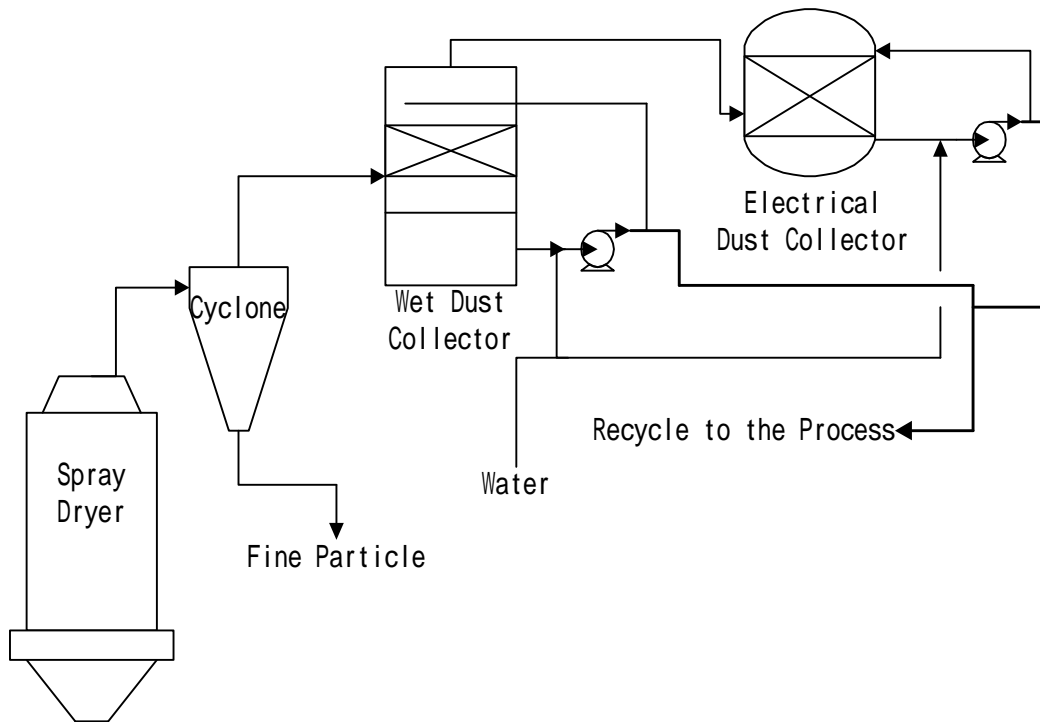 Electrical
Dust Collector
Cyclone
Wet Dust
Collector
Recycle to the Process
Water
Spray
Dryer
Fine Particle